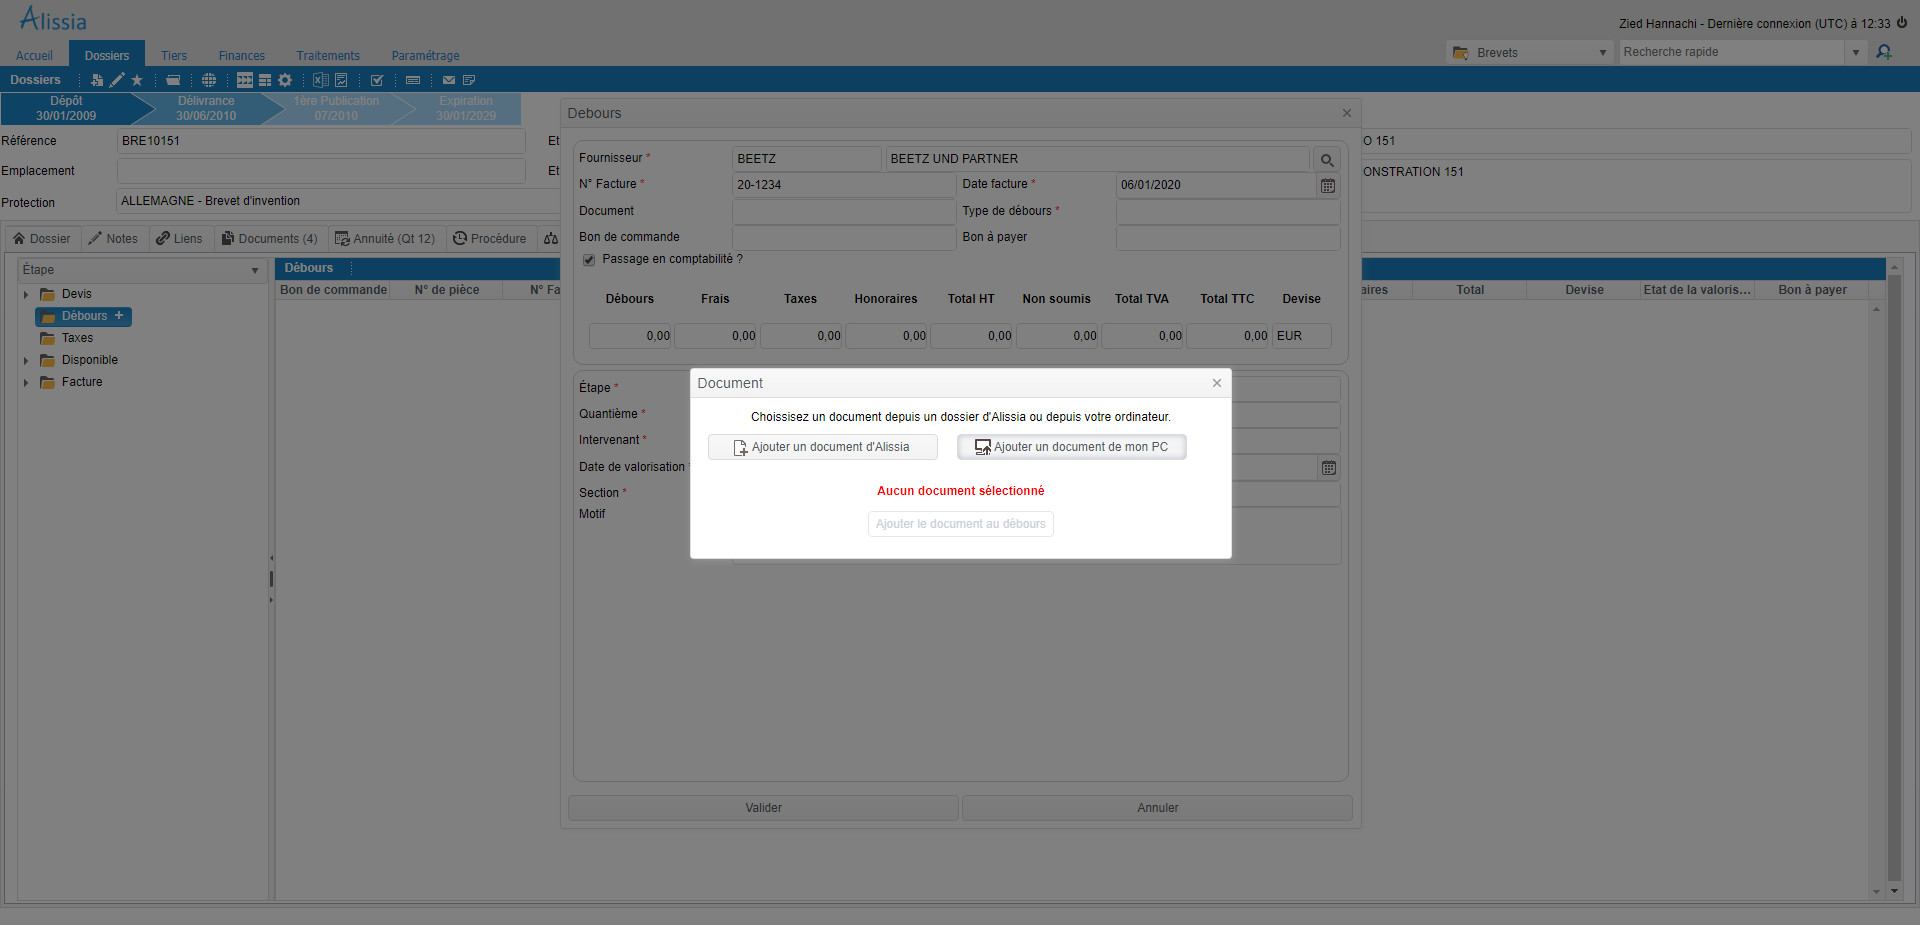 Alissia
Zied Hannachi - Dernière connexion (UTC) à 12:33
Accueil Dossiers Tiers Finances Traitements Paramétrage
Brevets Recherche rapide
Dossiers
Dépôt Délivrance 1ère Publication Expiration
30/01/2009 30/06/2010 07/2010 30/01/2029
Debours
Référence BRE10151 Et O 151
Emplacement Et ONSTRATION 151
Protection ALLEMAGNE - Brevet d'invention
Fournisseur * BEETZ BEETZ UND PARTNER
N° Facture * 20-1234 Date facture * 06/01/2020
Document Type de débours *
Bon de commande Bon à payer
Passage en comptabilité ?
Dossier Notes Liens Documents (4) Annuité (Qt 12) Procédure
Étape
Devis
Débours +
Taxes
Disponible
Facture
Débours
Bon de commande N° de pièce N° Fa aires Total Devise Etat de la valoris... Bon à payer
Débours Frais Taxes Honoraires Total HT Non soumis Total TVA Total TTC Devise
0,00 0,00 0,00 0,00 0,00 0,00 0,00 0,00 EUR
Étape *
Quantième *
Intervenant *
Date de valorisation
Section *
Motif
Document
Choissisez un document depuis un dossier d'Alissia ou depuis votre ordinateur.
Ajouter un document d'Alissia Ajouter un document de mon PC
Aucun document sélectionné
Ajouter le document au débours
Valider Annuler